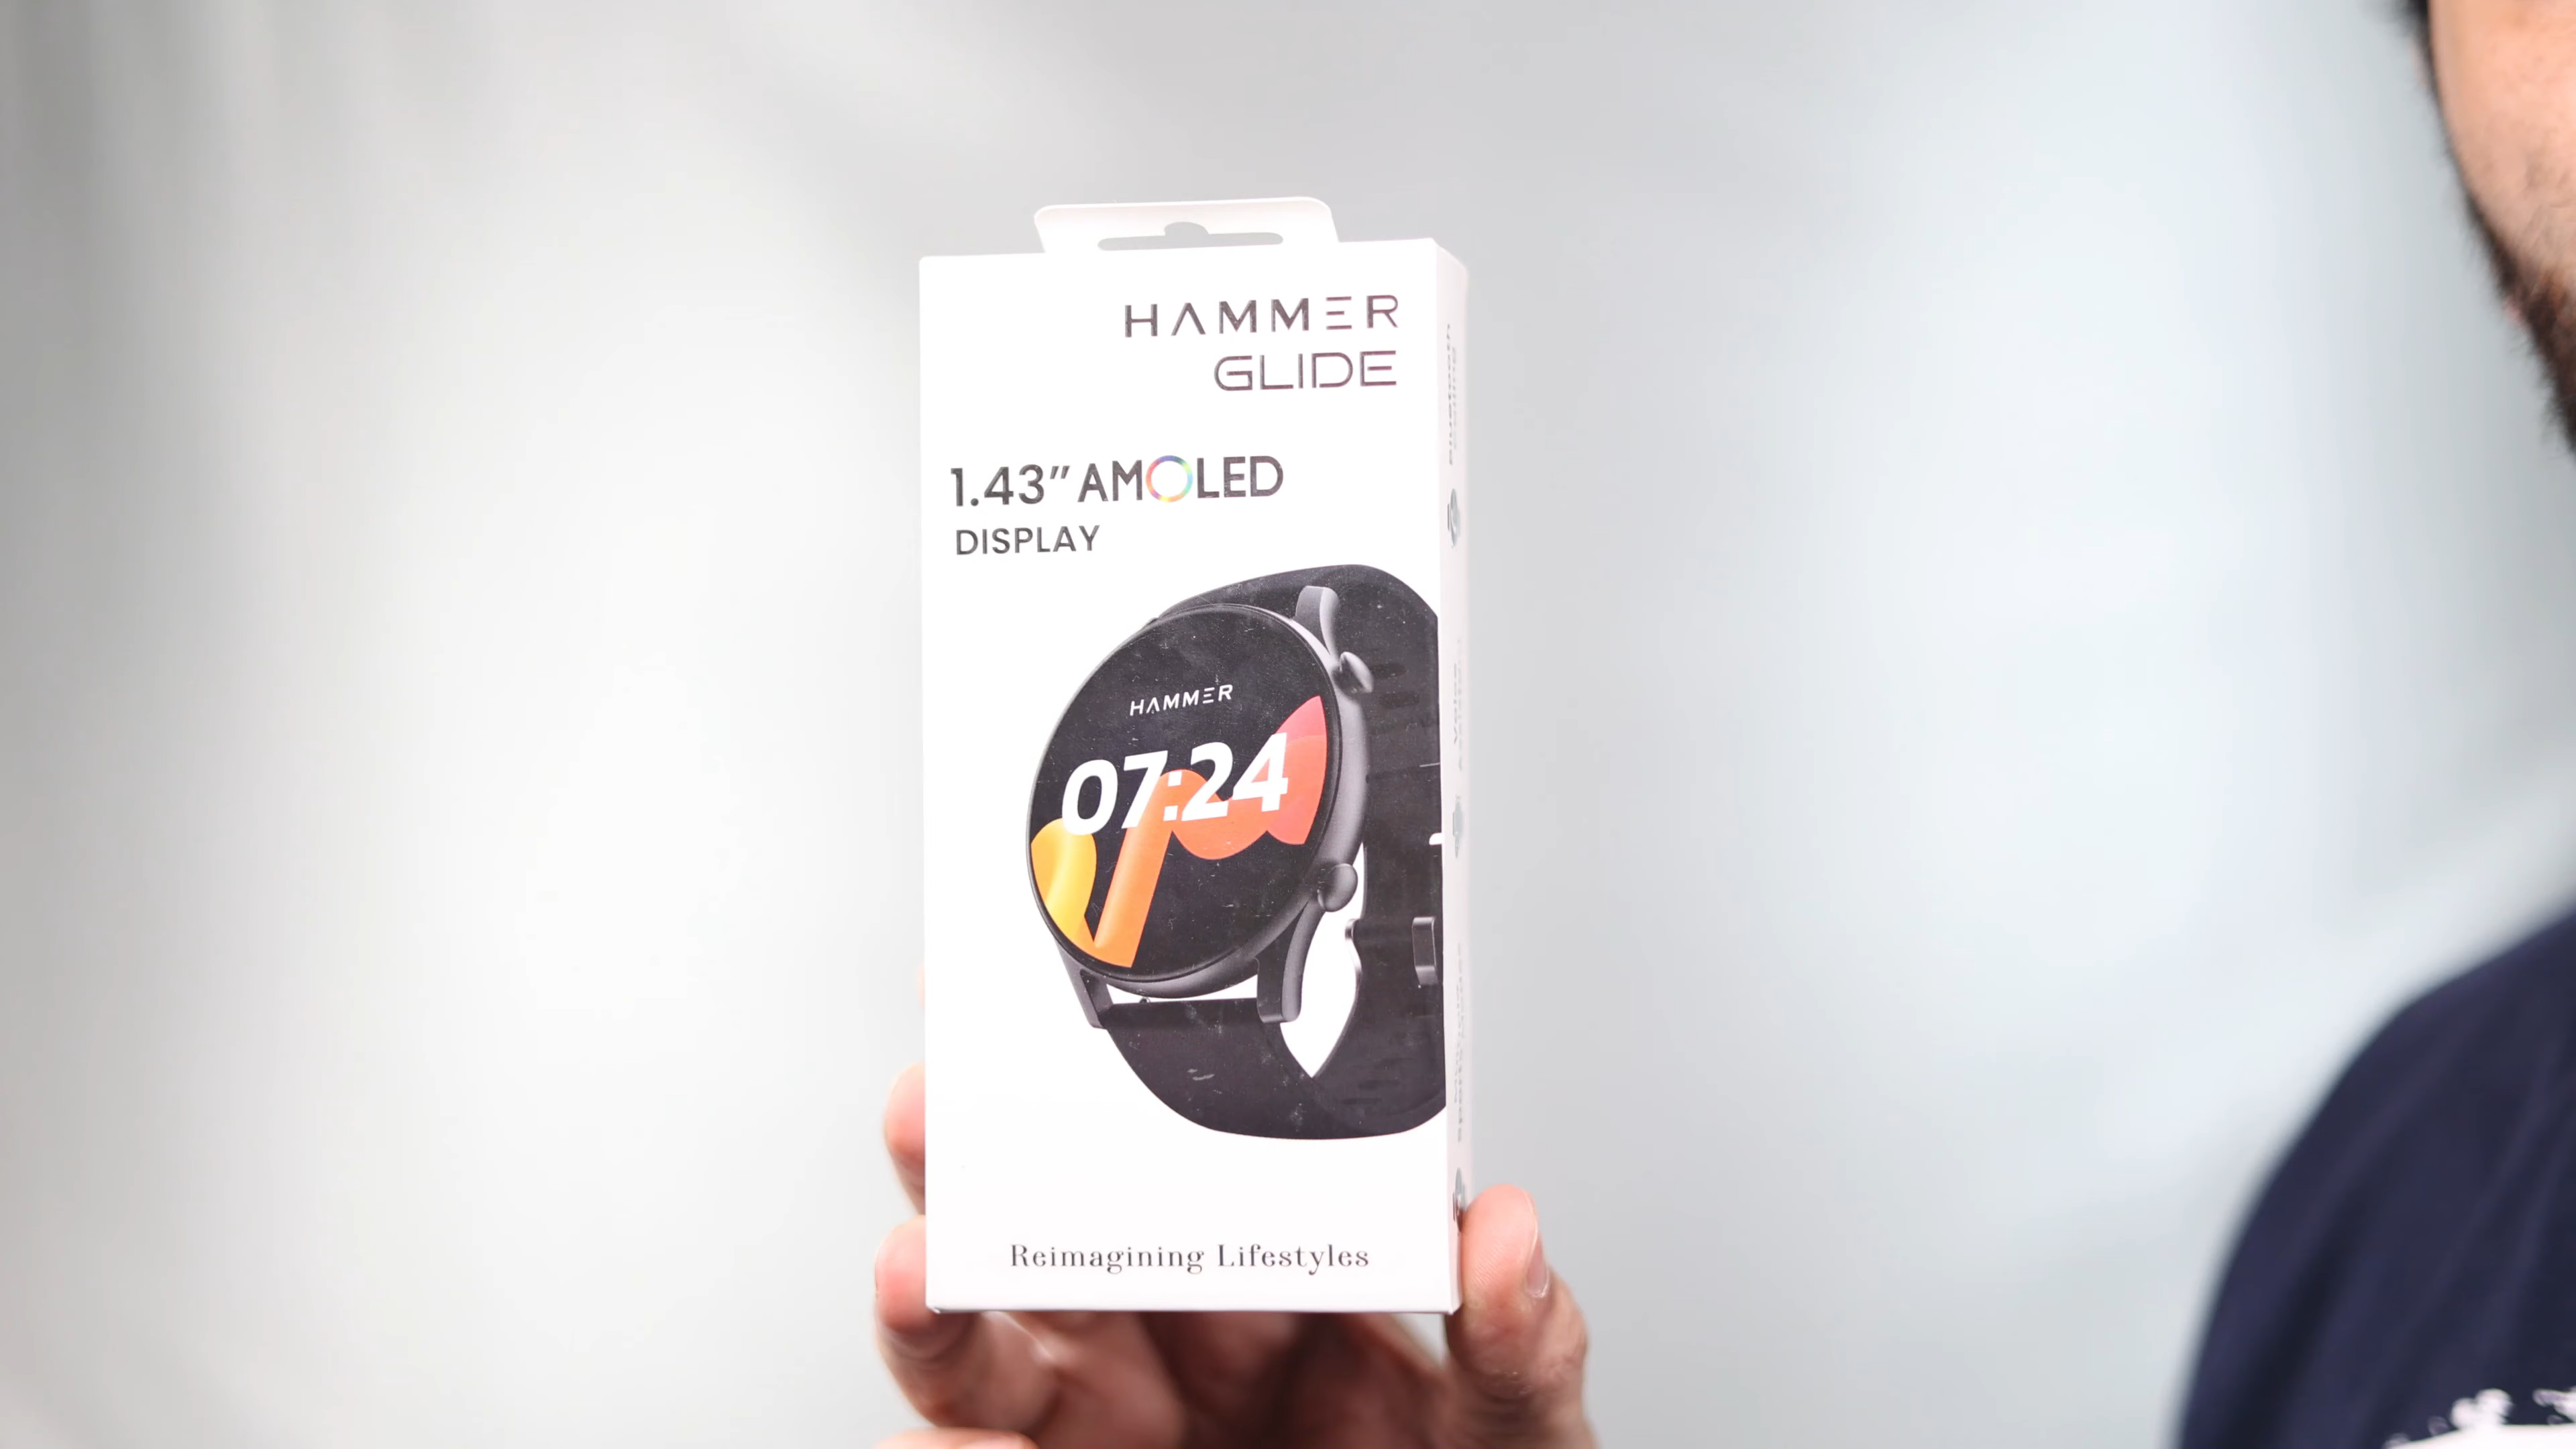 HAMMER
GLIDE
1.43" AMOLED
DISPLAY
HAMMER
07:24
Reimagining Lifestyles